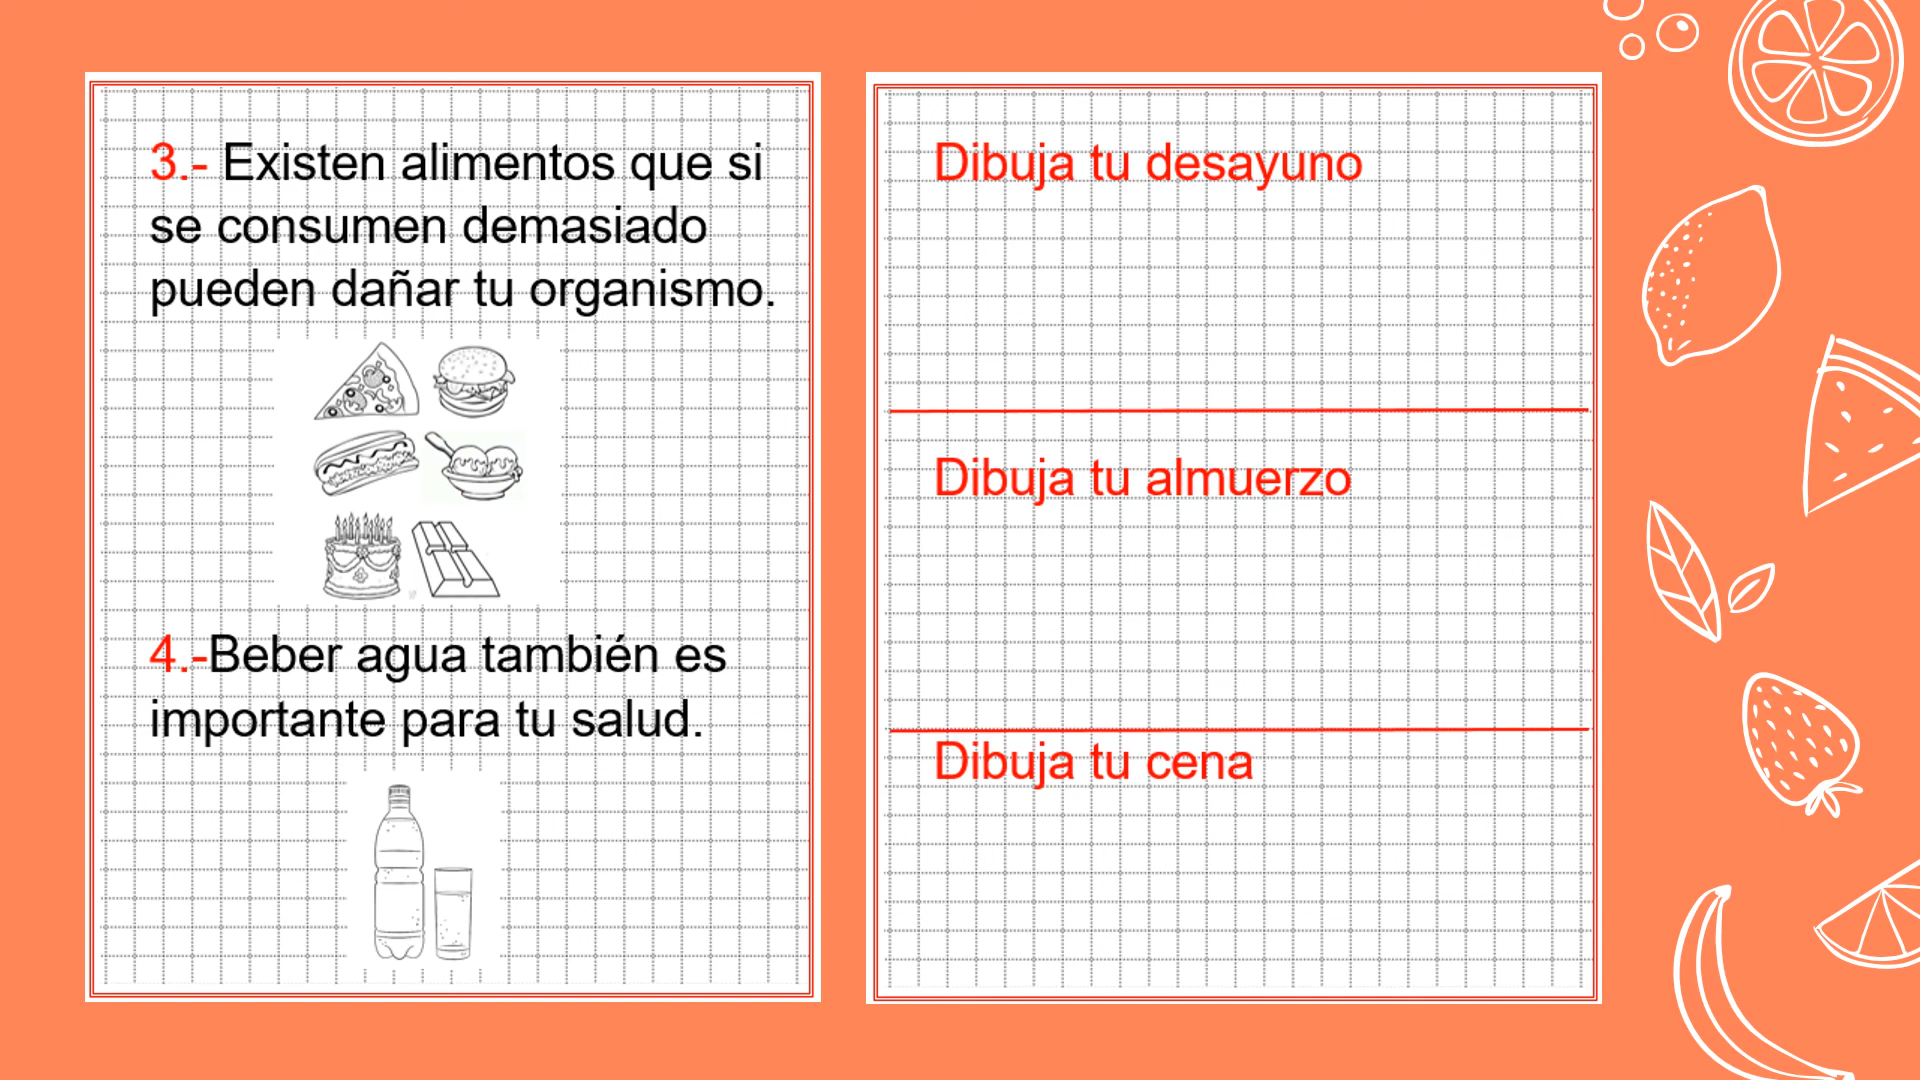 3.- Existen alimentos que si
se consumen demasiado
pueden dañar tu organismo.
4.-Beber agua también es
importante para tu salud.
Dibuja tu desayuno
Dibuja tu almuerzo
Dibuja tu cena